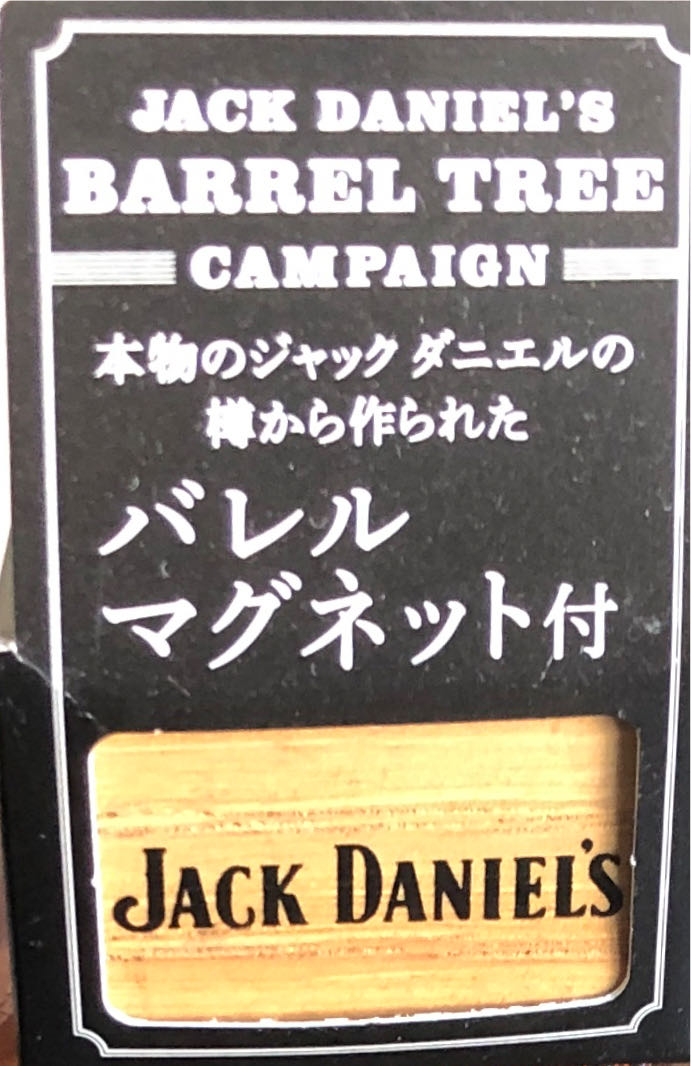 JACK DANIEL'S
BARREL TREE
CAMPAIGN
本物のジャック ダニエルの
樽から作られた
バレル
マグネット付
JACK DANIEL'S